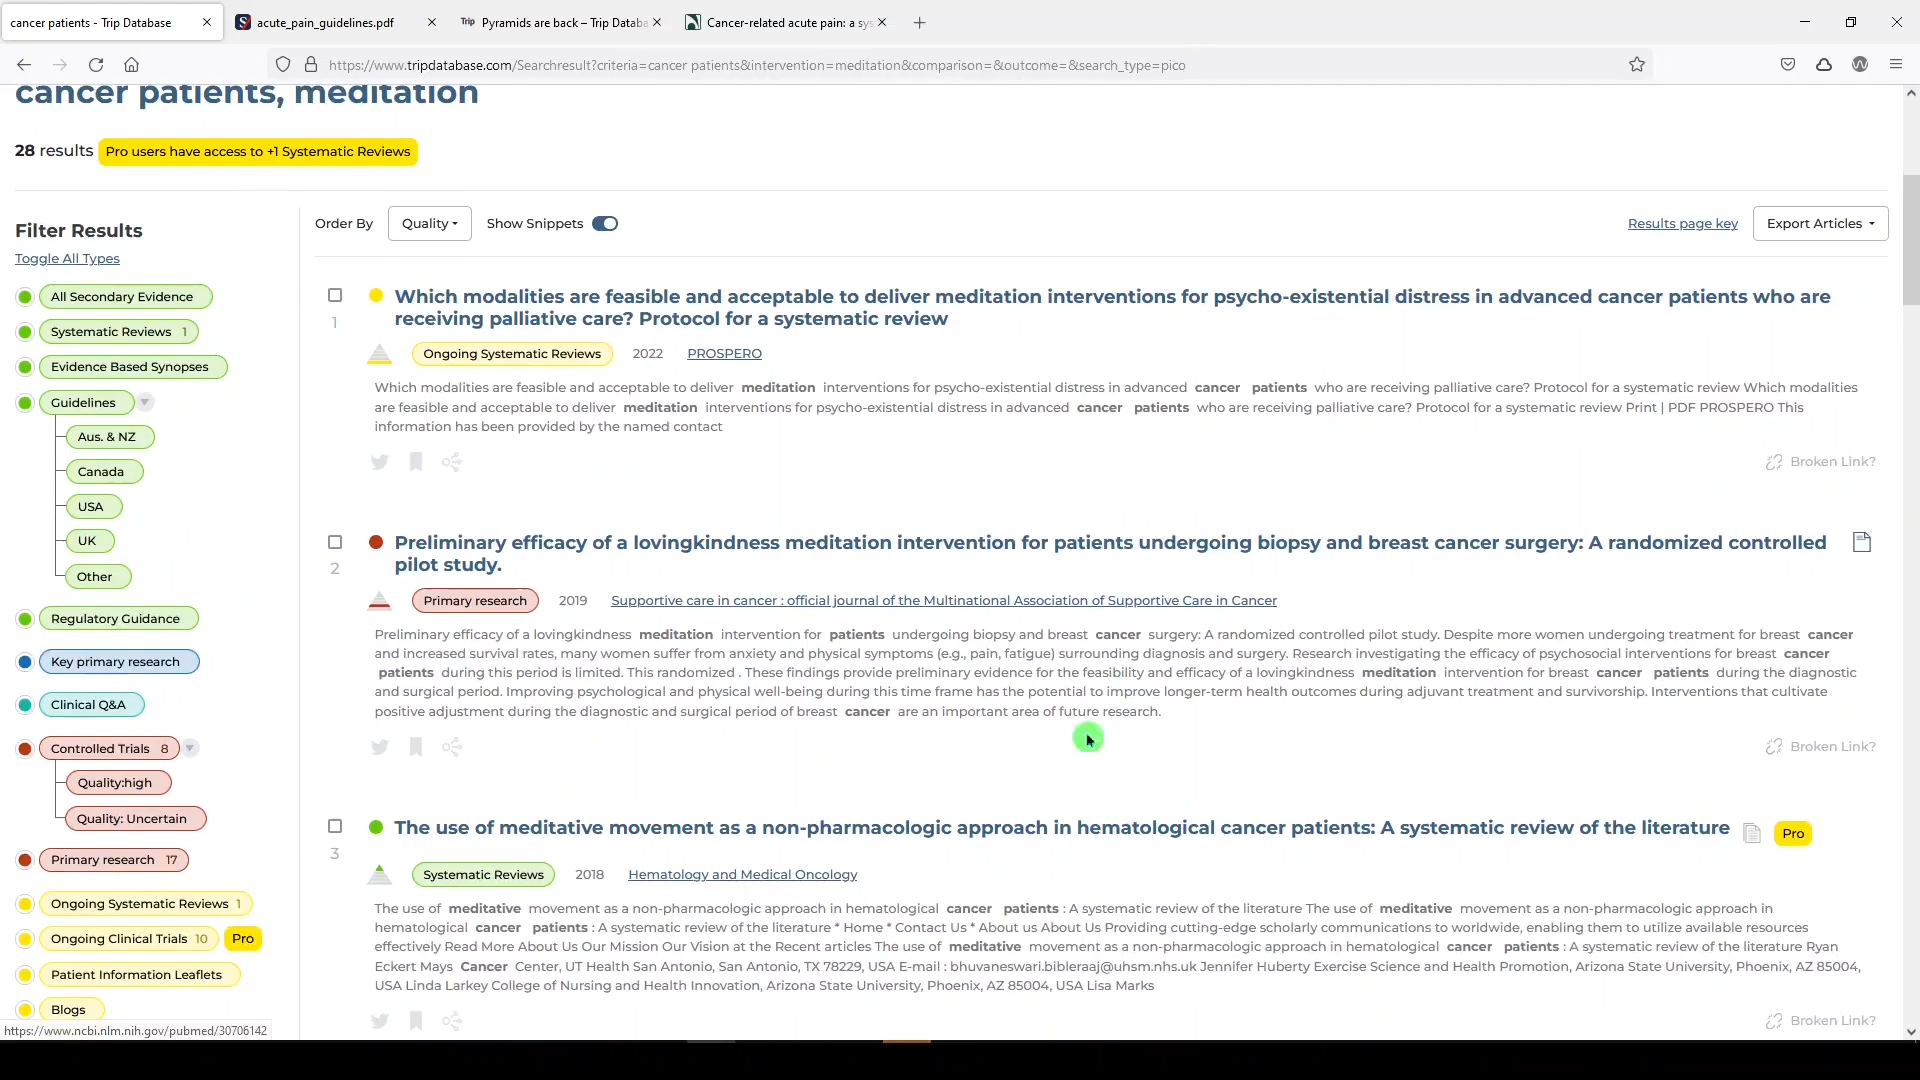 cancer patients - Trip Database
acute_pain_guidelines.pdf
Trip Pyramids are back – Trip Databa
Cancer-related acute pain: a sys
https://www.tripdatabase.com/Searchresult?criteria=cancer patients&intervention=meditation&comparison=&outcome=&search_type=pico
cancer patients, meditation
28 results Pro users have access to +1 Systematic Reviews
Filter Results
Toggle All Types
All Secondary Evidence
Systematic Reviews 1
Evidence Based Synopses
Guidelines
Aus. & NZ
Canada
USA
UK
Other
Regulatory Guidance
Key primary research
Clinical Q&A
Controlled Trials 8
Quality:high
Quality: Uncertain
Primary research 17
Ongoing Systematic Reviews 1
Ongoing Clinical Trials 10 Pro
Patient Information Leaflets
Blogs
https://www.ncbi.nlm.nih.gov/pubmed/30706142
Order By Quality Show Snippets Results page key Export Articles
1
Which modalities are feasible and acceptable to deliver meditation interventions for psycho-existential distress in advanced cancer patients who are
receiving palliative care? Protocol for a systematic review
Ongoing Systematic Reviews 2022 PROSPERO
Which modalities are feasible and acceptable to deliver meditation interventions for psycho-existential distress in advanced cancer patients who are receiving palliative care? Protocol for a systematic review Which modalities
are feasible and acceptable to deliver meditation interventions for psycho-existential distress in advanced cancer patients who are receiving palliative care? Protocol for a systematic review Print | PDF PROSPERO This
information has been provided by the named contact
Broken Link?
2
Preliminary efficacy of a lovingkindness meditation intervention for patients undergoing biopsy and breast cancer surgery: A randomized controlled
pilot study.
Primary research 2019 Supportive care in cancer : official journal of the Multinational Association of Supportive Care in Cancer
Preliminary efficacy of a lovingkindness meditation intervention for patients undergoing biopsy and breast cancer surgery: A randomized controlled pilot study. Despite more women undergoing treatment for breast cancer
and increased survival rates, many women suffer from anxiety and physical symptoms (e.g., pain, fatigue) surrounding diagnosis and surgery. Research investigating the efficacy of psychosocial interventions for breast cancer
patients during this period is limited. This randomized . These findings provide preliminary evidence for the feasibility and efficacy of a lovingkindness meditation intervention for breast cancer patients during the diagnostic
and surgical period. Improving psychological and physical well-being during this time frame has the potential to improve longer-term health outcomes during adjuvant treatment and survivorship. Interventions that cultivate
positive adjustment during the diagnostic and surgical period of breast cancer are an important area of future research.
Broken Link?
3
The use of meditative movement as a non-pharmacologic approach in hematological cancer patients: A systematic review of the literature Pro
Systematic Reviews 2018 Hematology and Medical Oncology
The use of meditative movement as a non-pharmacologic approach in hematological cancer patients : A systematic review of the literature The use of meditative movement as a non-pharmacologic approach in
hematological cancer patients : A systematic review of the literature * Home * Contact Us * About us About Us Providing cutting-edge scholarly communications to worldwide, enabling them to utilize available resources
effectively Read More About Us Our Mission Our Vision at the Recent articles The use of meditative movement as a non-pharmacologic approach in hematological cancer patients : A systematic review of the literature Ryan
Eckert Mays Cancer Center, UT Health San Antonio, San Antonio, TX 78229, USA E-mail : bhuvaneswari.bibleraaj@uhsm.nhs.uk Jennifer Huberty Exercise Science and Health Promotion, Arizona State University, Phoenix, AZ 85004,
USA Linda Larkey College of Nursing and Health Innovation, Arizona State University, Phoenix, AZ 85004, USA Lisa Marks
Broken Link?